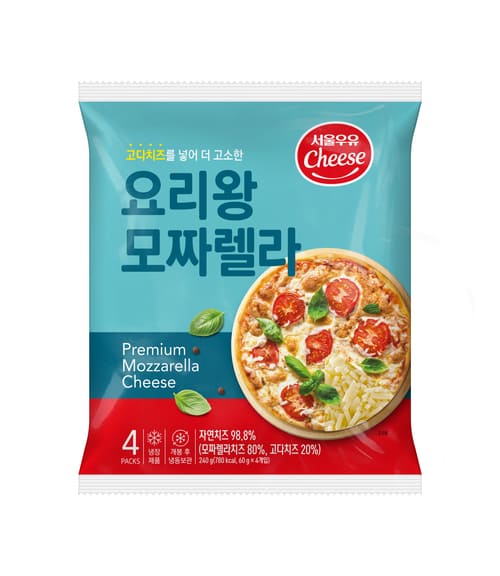 서울우유
Cheese
고다치즈를 넣어 더 고소한
요리왕
모짜렐라
Premium
Mozzarella
Cheese
4
PACKS
냉장
제품
개봉 후
냉동보관
자연치즈 98.8%
(모짜렐라치즈 80%, 고다치즈 20%)
240 g(780 kcal, 60 g × 4개입)